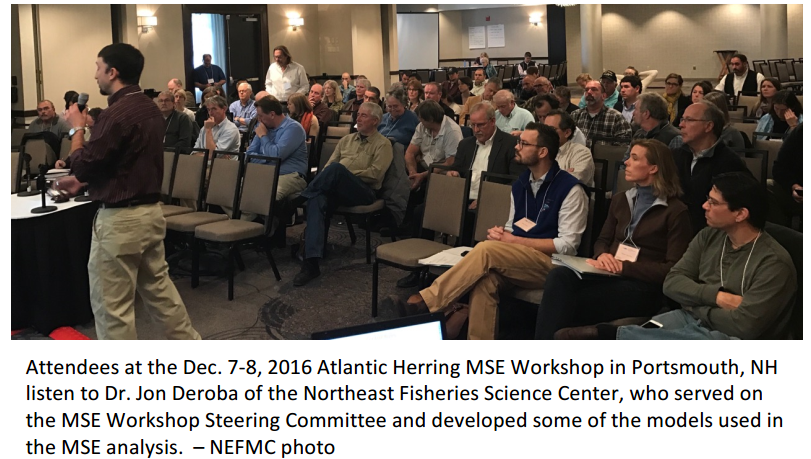 Attendees at the Dec. 7-8, 2016 Atlantic Herring MSE Workshop in Portsmouth, NH
listen to Dr. Jon Deroba of the Northeast Fisheries Science Center, who served on
the MSE Workshop Steering Committee and developed some of the models used in
the MSE analysis.  – NEFMC photo